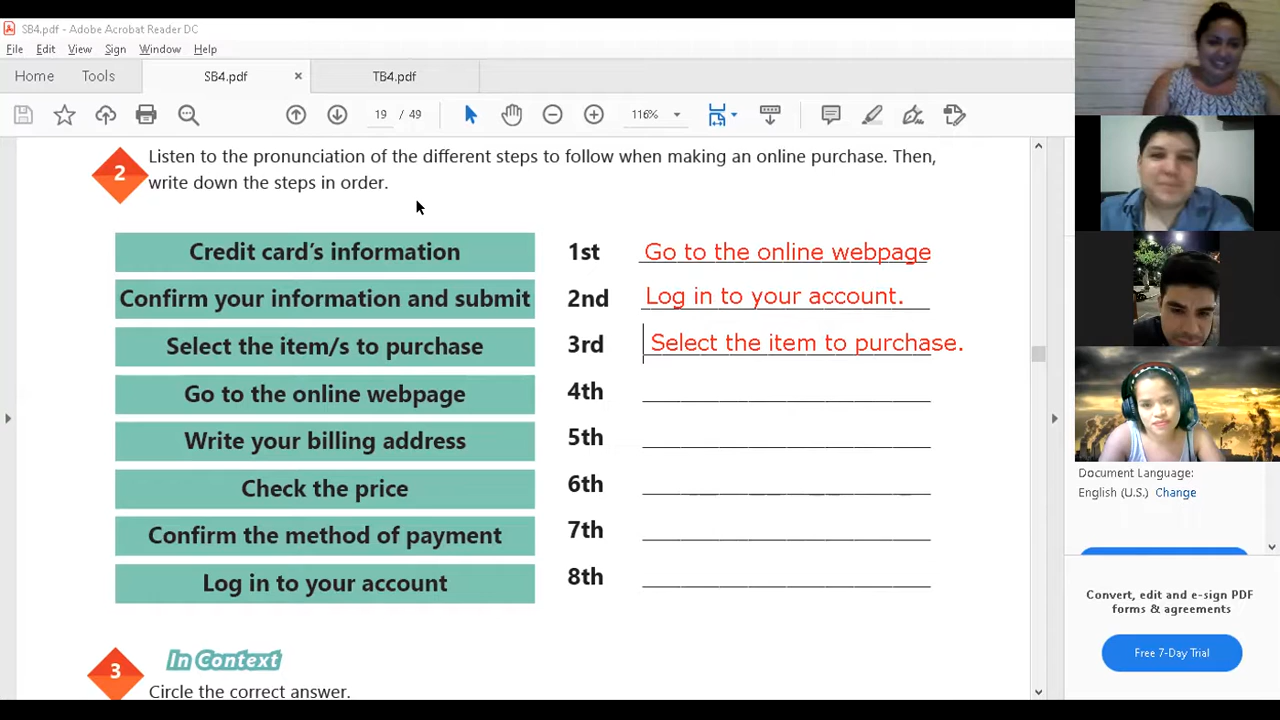 SB4.pdf - Adobe Acrobat Reader DC
File Edit View Sign Window Help
Home Tools SB4.pdf × TB4.pdf
19 / 49 116%
2 Listen to the pronunciation of the different steps to follow when making an online purchase. Then,
write down the steps in order.
Credit card's information 1st Go to the online webpage
Confirm your information and submit 2nd Log in to your account.
Select the item/s to purchase 3rd Select the item to purchase.
Go to the online webpage 4th
Write your billing address 5th
Check the price 6th
Confirm the method of payment 7th
Log in to your account 8th
3 In Context
Circle the correct answer.
Document Language:
English (U.S.) Change
Convert, edit and e-sign PDF
forms & agreements
Free 7-Day Trial